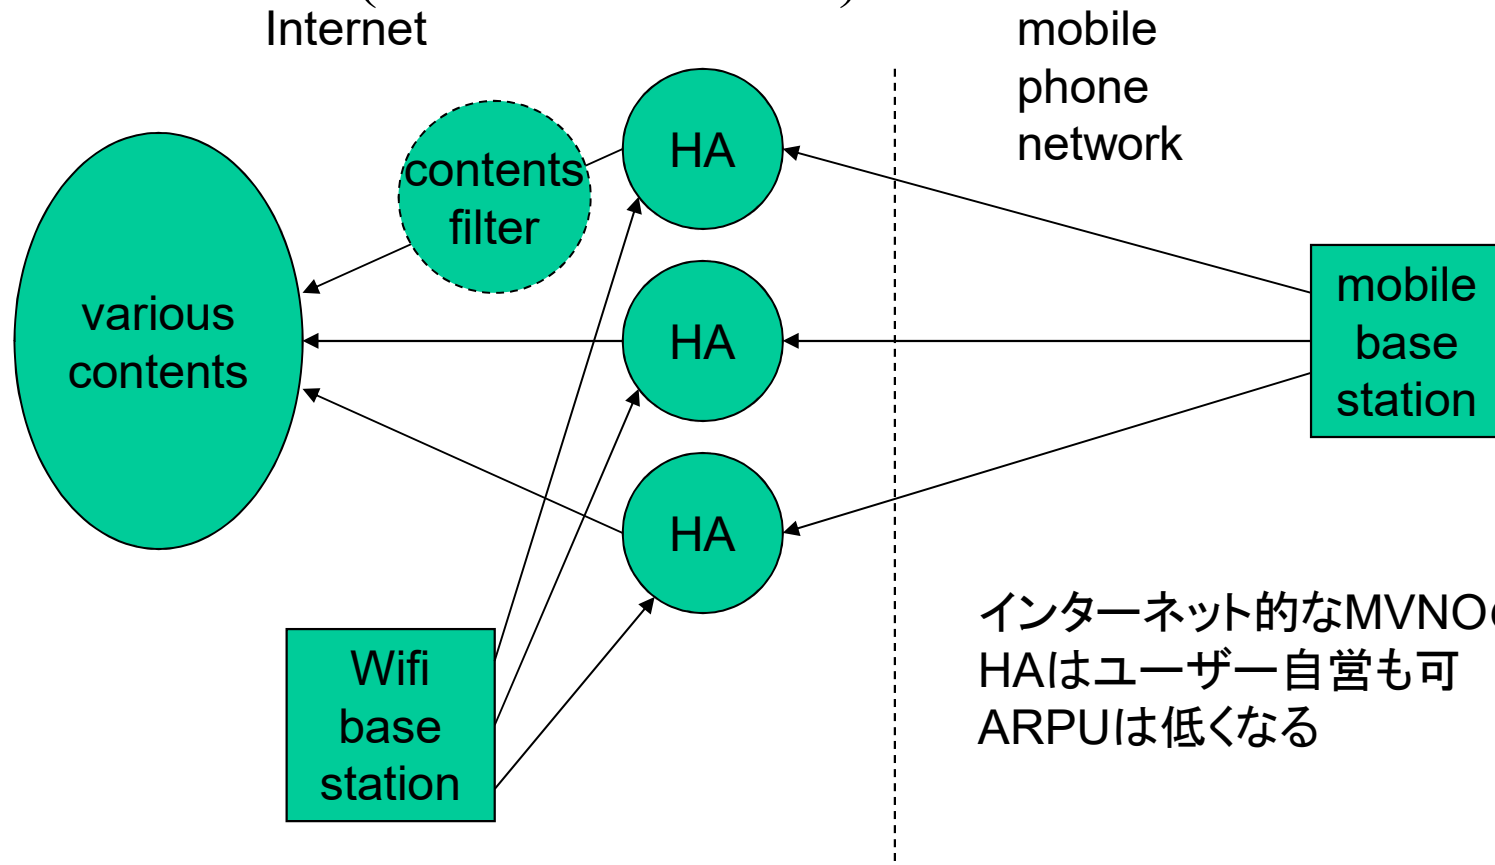 Internet
mobile
phone
network
contents
filter
HA
various
contents
HA
mobile
base
station
HA
Wifi
base
station
インターネット的なMVNO
HAはユーザー自営も可
ARPUは低くなる